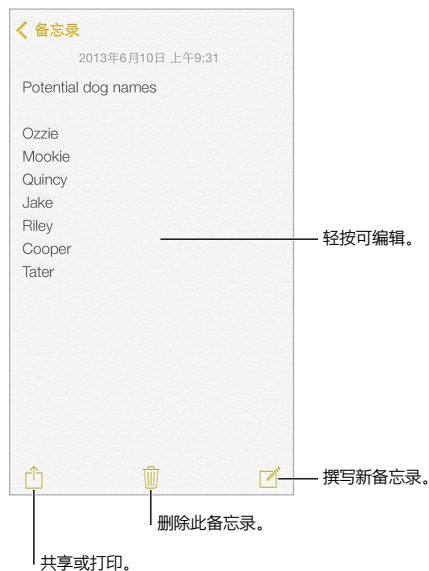 备忘录
2013年6月10日 上午9:31
Potential dog names
Ozzie
Mookie
Quincy
Jake
Riley
Cooper
Tater
轻按可编辑。
撰写新备忘录。
删除此备忘录。
共享或打印。